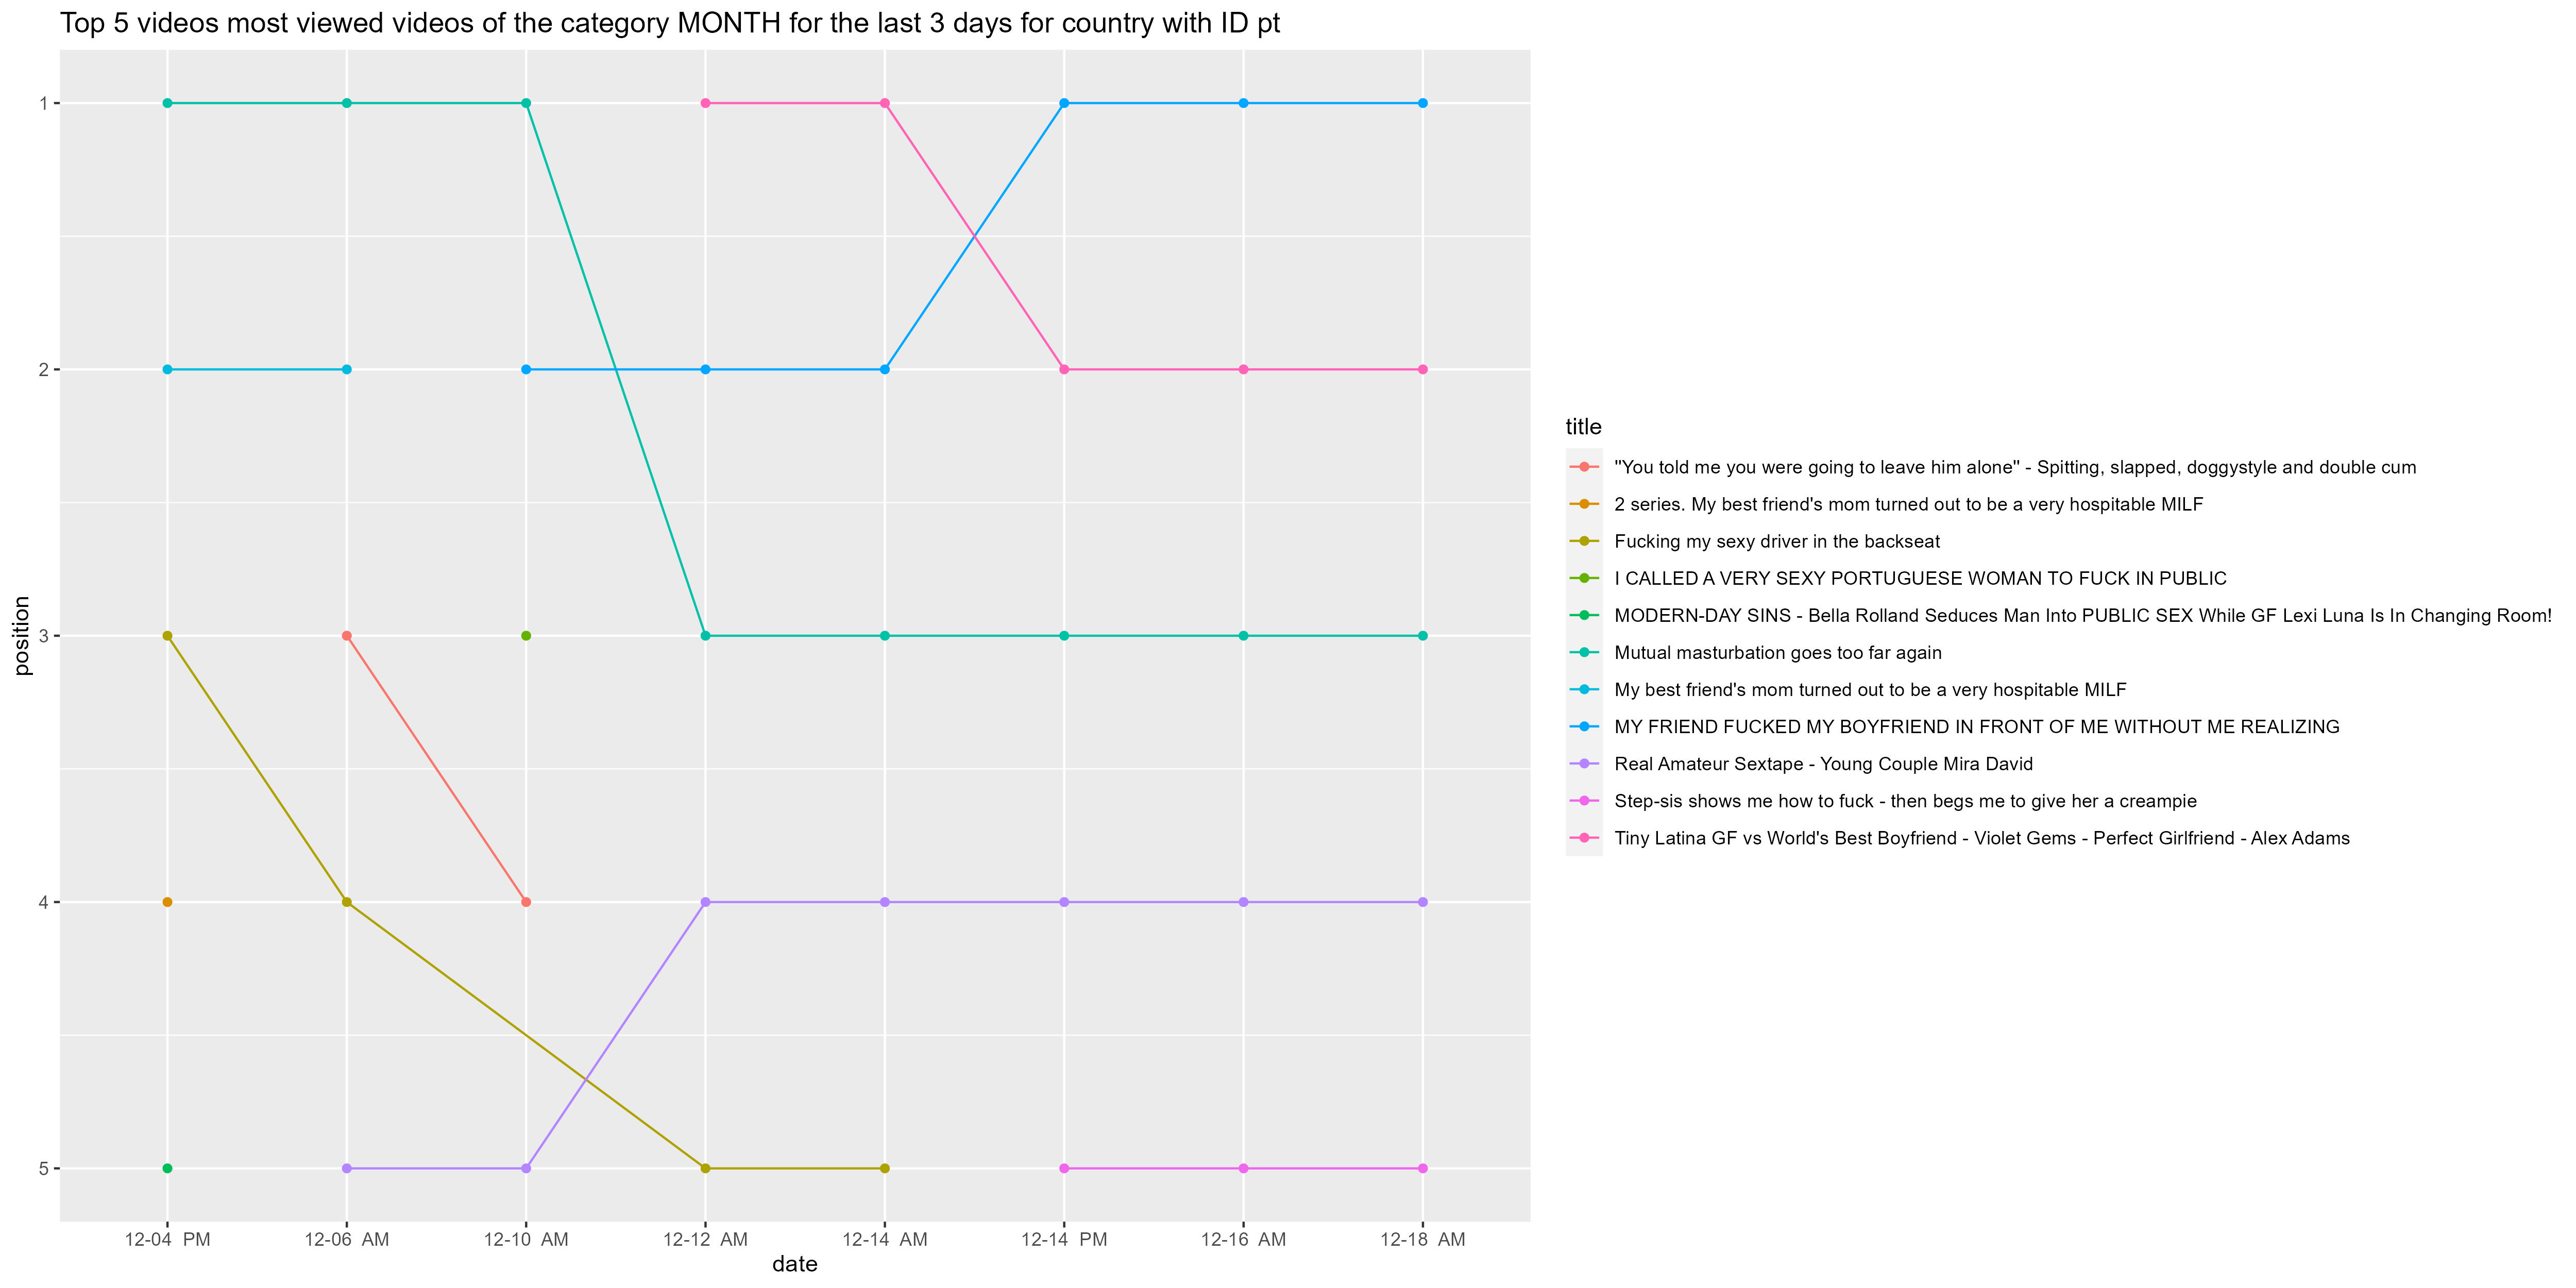 Top 5 videos most viewed videos of the category MONTH for the last 3 days for country with ID pt
position
1
2
3
4
5
12-04  PM
12-06  AM
12-10  AM
12-12  AM
12-14  AM
12-14  PM
12-16  AM
12-18  AM
date
title
"You told me you were going to leave him alone" - Spitting, slapped, doggystyle and double cum
2 series. My best friend's mom turned out to be a very hospitable MILF
Fucking my sexy driver in the backseat
I CALLED A VERY SEXY PORTUGUESE WOMAN TO FUCK IN PUBLIC
MODERN-DAY SINS - Bella Rolland Seduces Man Into PUBLIC SEX While GF Lexi Luna Is In Changing Room!
Mutual masturbation goes too far again
My best friend's mom turned out to be a very hospitable MILF
MY FRIEND FUCKED MY BOYFRIEND IN FRONT OF ME WITHOUT ME REALIZING
Real Amateur Sextape - Young Couple Mira David
Step-sis shows me how to fuck - then begs me to give her a creampie
Tiny Latina GF vs World's Best Boyfriend - Violet Gems - Perfect Girlfriend - Alex Adams